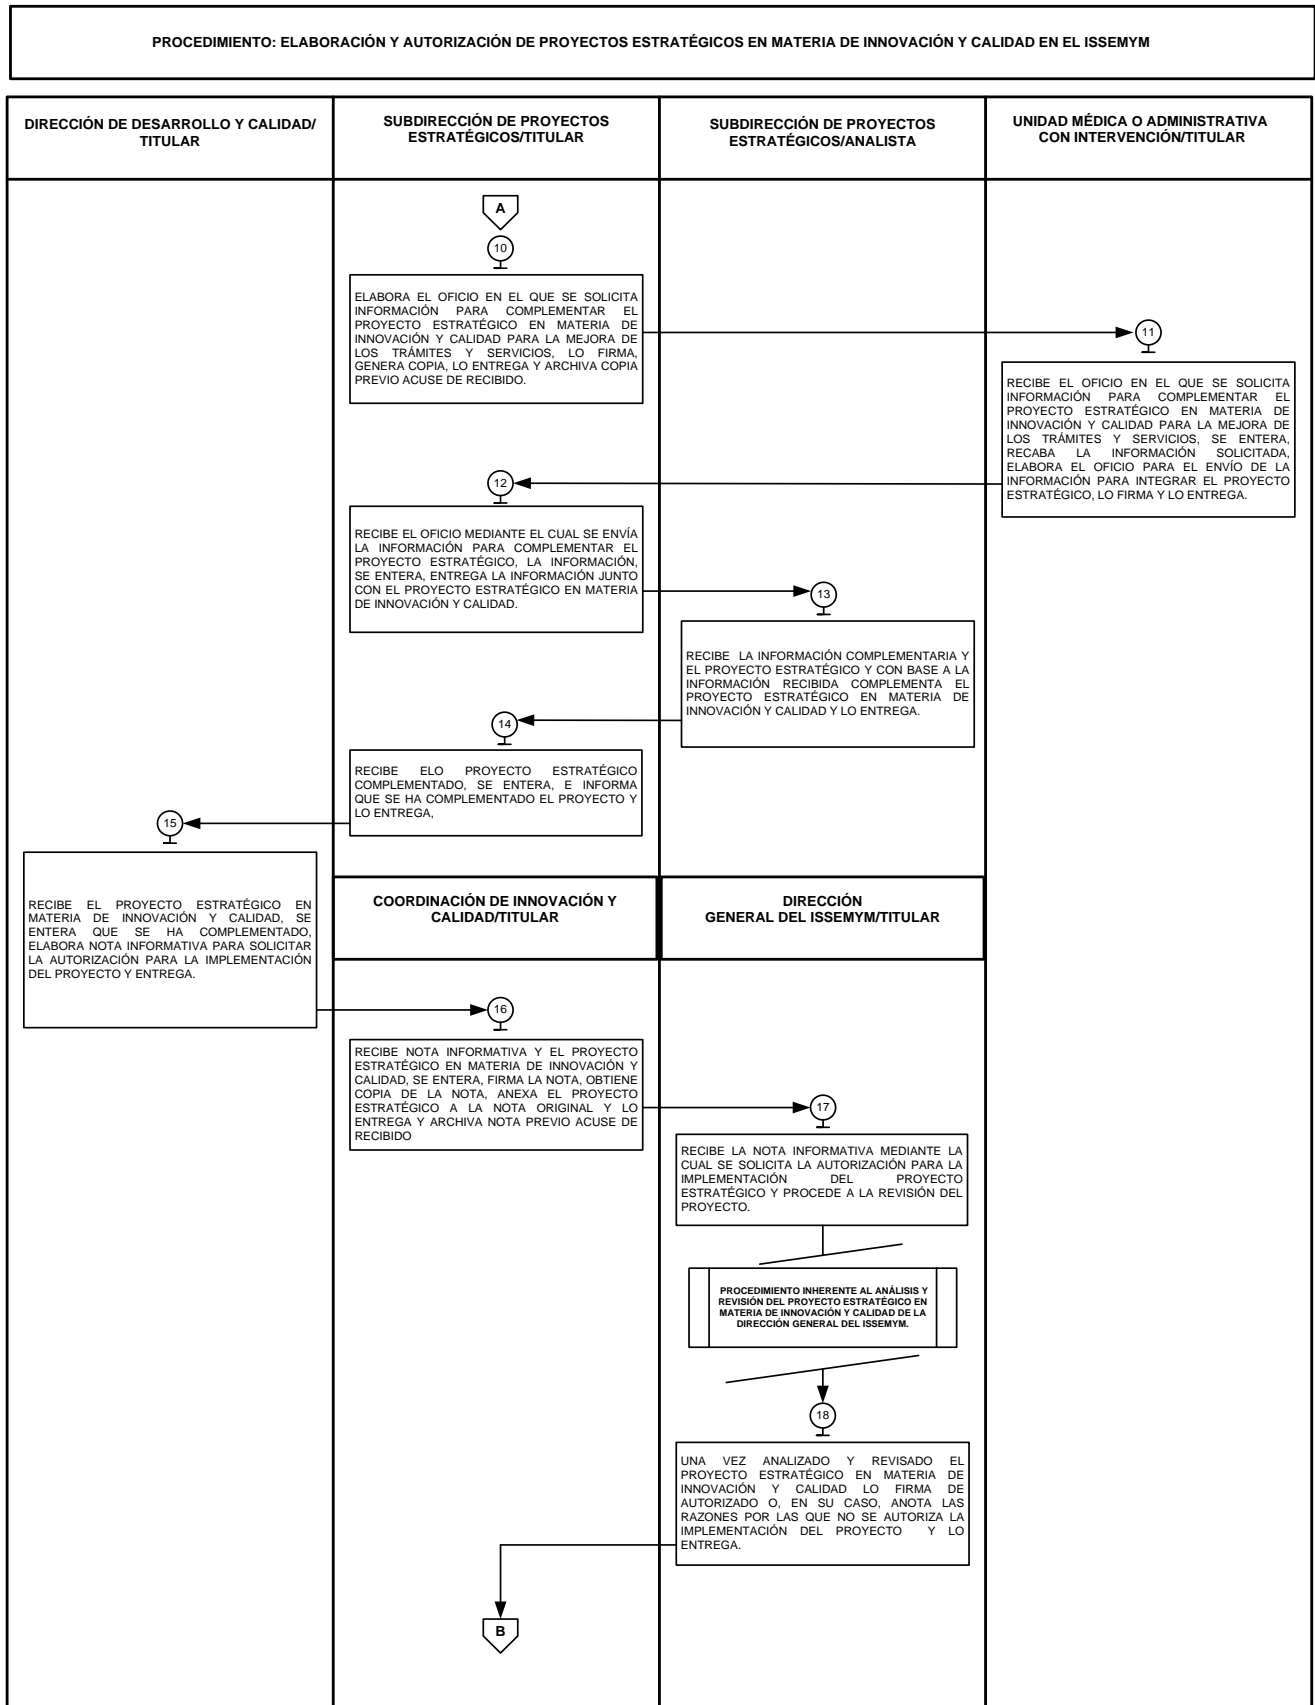 PROCEDIMIENTO: ELABORACIÓN Y AUTORIZACIÓN DE PROYECTOS ESTRATÉGICOS EN MATERIA DE INNOVACIÓN Y CALIDAD EN EL ISSEMYM
DIRECCIÓN DE DESARROLLO Y CALIDAD/
TITULAR
SUBDIRECCIÓN DE PROYECTOS
ESTRATÉGICOS/TITULAR
SUBDIRECCIÓN DE PROYECTOS
ESTRATÉGICOS/ANALISTA
UNIDAD MÉDICA O ADMINISTRATIVA
CON INTERVENCIÓN/TITULAR
A
10
ELABORA EL OFICIO EN EL QUE SE SOLICITA
INFORMACIÓN PARA COMPLEMENTAR EL
PROYECTO ESTRATÉGICO EN MATERIA DE
INNOVACIÓN Y CALIDAD PARA LA MEJORA DE
LOS TRÁMITES Y SERVICIOS, LO FIRMA,
GENERA COPIA, LO ENTREGA Y ARCHIVA COPIA
PREVIO ACUSE DE RECIBIDO.
11
RECIBE EL OFICIO EN EL QUE SE SOLICITA
INFORMACIÓN PARA COMPLEMENTAR EL
PROYECTO ESTRATÉGICO EN MATERIA DE
INNOVACIÓN Y CALIDAD PARA LA MEJORA DE
LOS TRÁMITES Y SERVICIOS, SE ENTERA,
RECABA LA INFORMACIÓN SOLICITADA,
ELABORA EL OFICIO PARA EL ENVÍO DE LA
INFORMACIÓN PARA INTEGRAR EL PROYECTO
ESTRATÉGICO, LO FIRMA Y LO ENTREGA.
12
RECIBE EL OFICIO MEDIANTE EL CUAL SE ENVÍA
LA INFORMACIÓN PARA COMPLEMENTAR EL
PROYECTO ESTRATÉGICO, LA INFORMACIÓN,
SE ENTERA, ENTREGA LA INFORMACIÓN JUNTO
CON EL PROYECTO ESTRATÉGICO EN MATERIA
DE INNOVACIÓN Y CALIDAD.
13
RECIBE LA INFORMACIÓN COMPLEMENTARIA Y
EL PROYECTO ESTRATÉGICO Y CON BASE A LA
INFORMACIÓN RECIBIDA COMPLEMENTA EL
PROYECTO ESTRATÉGICO EN MATERIA DE
INNOVACIÓN Y CALIDAD Y LO ENTREGA.
14
RECIBE ELO PROYECTO ESTRATÉGICO
COMPLEMENTADO, SE ENTERA, E INFORMA
QUE SE HA COMPLEMENTADO EL PROYECTO Y
LO ENTREGA,
15
RECIBE EL PROYECTO ESTRATÉGICO EN
MATERIA DE INNOVACIÓN Y CALIDAD, SE
ENTERA QUE SE HA COMPLEMENTADO,
ELABORA NOTA INFORMATIVA PARA SOLICITAR
LA AUTORIZACIÓN PARA LA IMPLEMENTACIÓN
DEL PROYECTO Y ENTREGA.
COORDINACIÓN DE INNOVACIÓN Y
CALIDAD/TITULAR
DIRECCIÓN
GENERAL DEL ISSEMYM/TITULAR
16
RECIBE NOTA INFORMATIVA Y EL PROYECTO
ESTRATÉGICO EN MATERIA DE INNOVACIÓN Y
CALIDAD, SE ENTERA, FIRMA LA NOTA, OBTIENE
COPIA DE LA NOTA, ANEXA EL PROYECTO
ESTRATÉGICO A LA NOTA ORIGINAL Y LO
ENTREGA Y ARCHIVA NOTA PREVIO ACUSE DE
RECIBIDO
17
RECIBE LA NOTA INFORMATIVA MEDIANTE LA
CUAL SE SOLICITA LA AUTORIZACIÓN PARA LA
IMPLEMENTACIÓN DEL PROYECTO
ESTRATÉGICO Y PROCEDE A LA REVISIÓN DEL
PROYECTO.
PROCEDIMIENTO INHERENTE AL ANÁLISIS Y
REVISIÓN DEL PROYECTO ESTRATÉGICO EN
MATERIA DE INNOVACIÓN Y CALIDAD DE LA
DIRECCIÓN GENERAL DEL ISSEMYM.
18
UNA VEZ ANALIZADO Y REVISADO EL
PROYECTO ESTRATÉGICO EN MATERIA DE
INNOVACIÓN Y CALIDAD LO FIRMA DE
AUTORIZADO O, EN SU CASO, ANOTA LAS
RAZONES POR LAS QUE NO SE AUTORIZA LA
IMPLEMENTACIÓN DEL PROYECTO Y LO
ENTREGA.
B